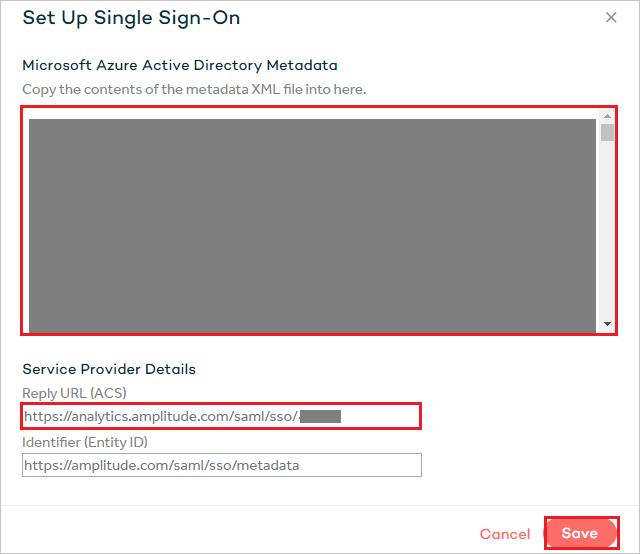 Set Up Single Sign-On
Microsoft Azure Active Directory Metadata
Copy the contents of the metadata XML file into here.
Service Provider Details
Reply URL (ACS)
https://analytics.amplitude.com/saml/sso/
Identifier (Entity ID)
https://amplitude.com/saml/sso/metadata
Cancel
Save